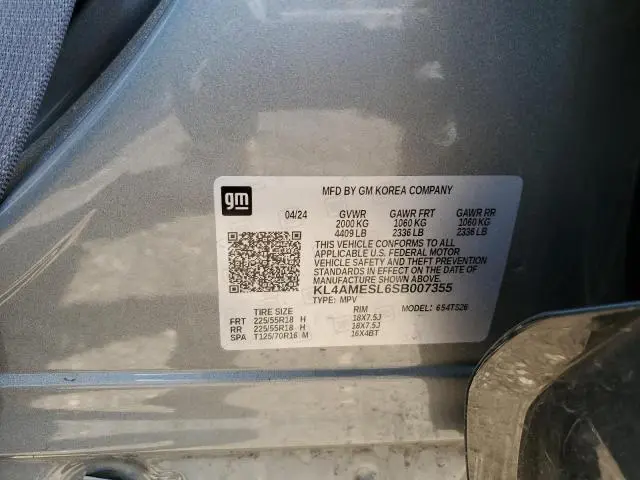 gm
MFD BY GM KOREA COMPANY
04/24 GVWR GAWR FRT GAWR RR
2000 KG 1060 KG 1060 KG
4409 LB 2336 LB 2336 LB
THIS VEHICLE CONFORMS TO ALL
APPLICABLE U.S. FEDERAL MOTOR
VEHICLE SAFETY AND THEFT PREVENTION
STANDARDS IN EFFECT ON THE DATE OF
MANUFACTURE SHOWN ABOVE.
KL4AMESL6SB007355
TYPE: MPV MODEL: 654TS26
TIRE SIZE RIM
FRT 225/55R18 H 18X7.5J
RR 225/55R18 H 18X7.5J
SPA T125/70R16 M 16X4BT